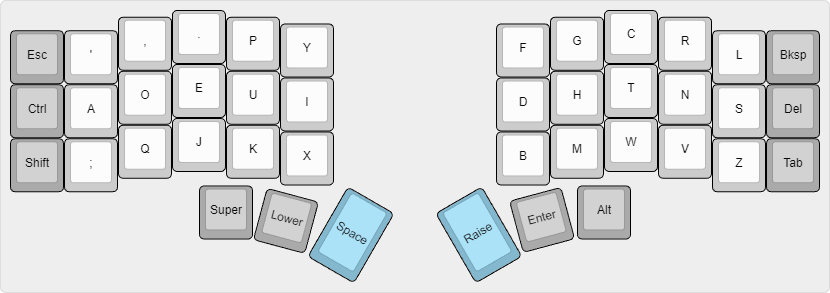 Esc ' , . P Y F G C R L Bksp
Ctrl A O E U I D H T N S Del
Shift ; Q J K X B M W V Z Tab
Super Lower Space Raise Enter Alt